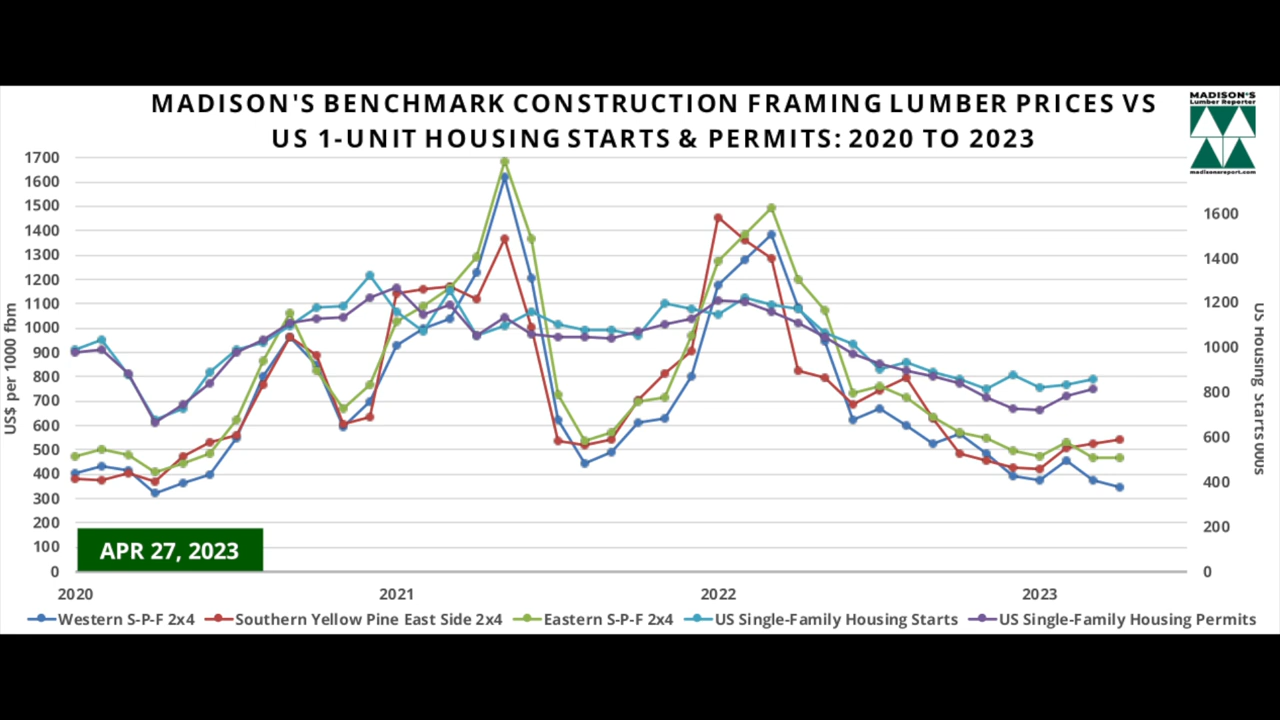 MADISON'S BENCHMARK CONSTRUCTION FRAMING LUMBER PRICES VS
US 1-UNIT HOUSING STARTS & PERMITS: 2020 TO 2023
MADISON'S
Lumber Reporter
madisonsreport.com
US$ per 1000 fbm
1700
1600
1500
1400
1300
1200
1100
1000
900
800
700
600
500
400
300
200
100
0
1600
1400
1200
1000
800
600
400
200
0
US Housing Starts 000s
APR 27, 2023
2020 2021 2022 2023
Western S-P-F 2x4 Southern Yellow Pine East Side 2x4 Eastern S-P-F 2x4 US Single-Family Housing Starts US Single-Family Housing Permits